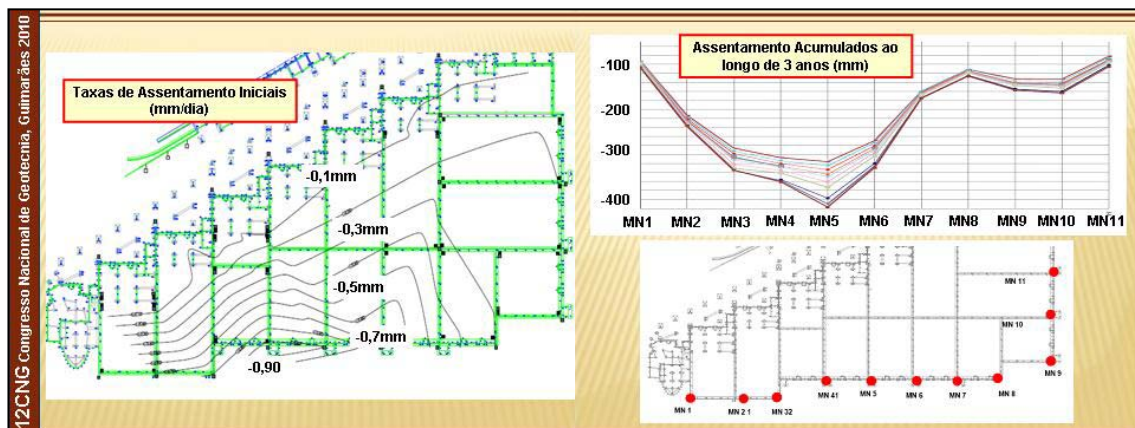 12CNG Congresso Nacional de Geotecnia, Guimarães 2010
Taxas de Assentamento Iniciais
(mm/dia)
-0,1mm
-0,3mm
-0,5mm
-0,7mm
-0,90
Assentamento Acumulados ao
longo de 3 anos (mm)
-100
-200
-300
-400
MN1 MN2 MN3 MN4 MN5 MN6 MN7 MN8 MN9 MN10 MN11
MN 11
MN 10
MN 9
MN 1 MN 2 1 MN 32 MN 41 MN 5 MN 6 MN 7 MN 8